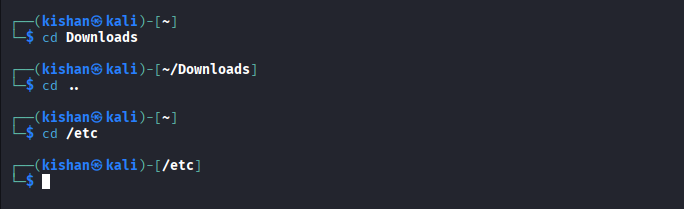 ┌──(kishan㉿kali)-[~]
└─$ cd Downloads
┌──(kishan㉿kali)-[~/Downloads]
└─$ cd ..
┌──(kishan㉿kali)-[~]
└─$ cd /etc
┌──(kishan㉿kali)-[/etc]
└─$